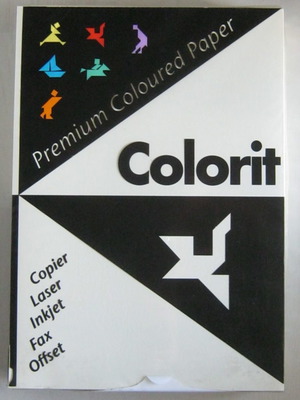 Premium Coloured Paper
Colorit
Copier
Laser
Inkjet
Fax
Offset